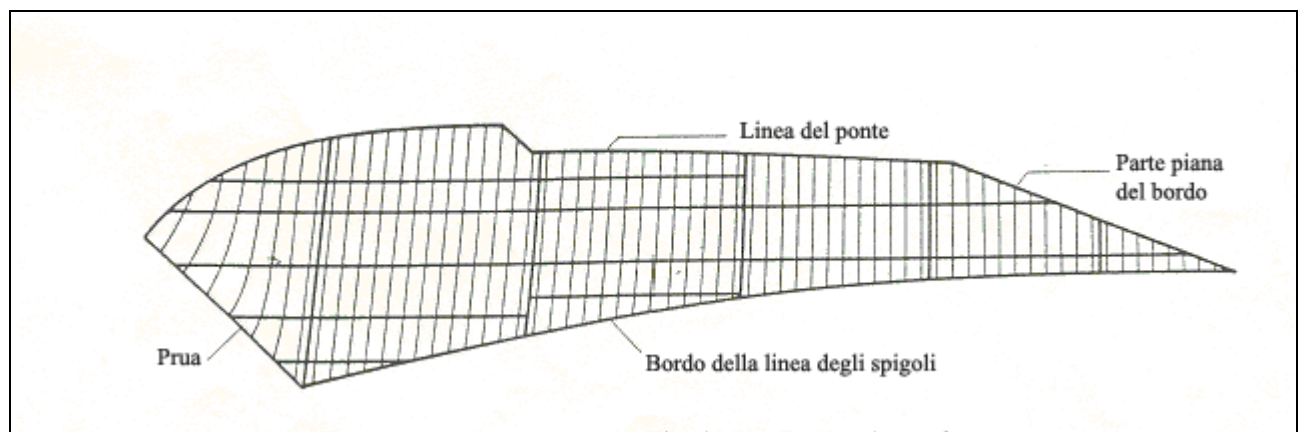 Linea del ponte
Parte piana
del bordo
Prua
Bordo della linea degli spigoli